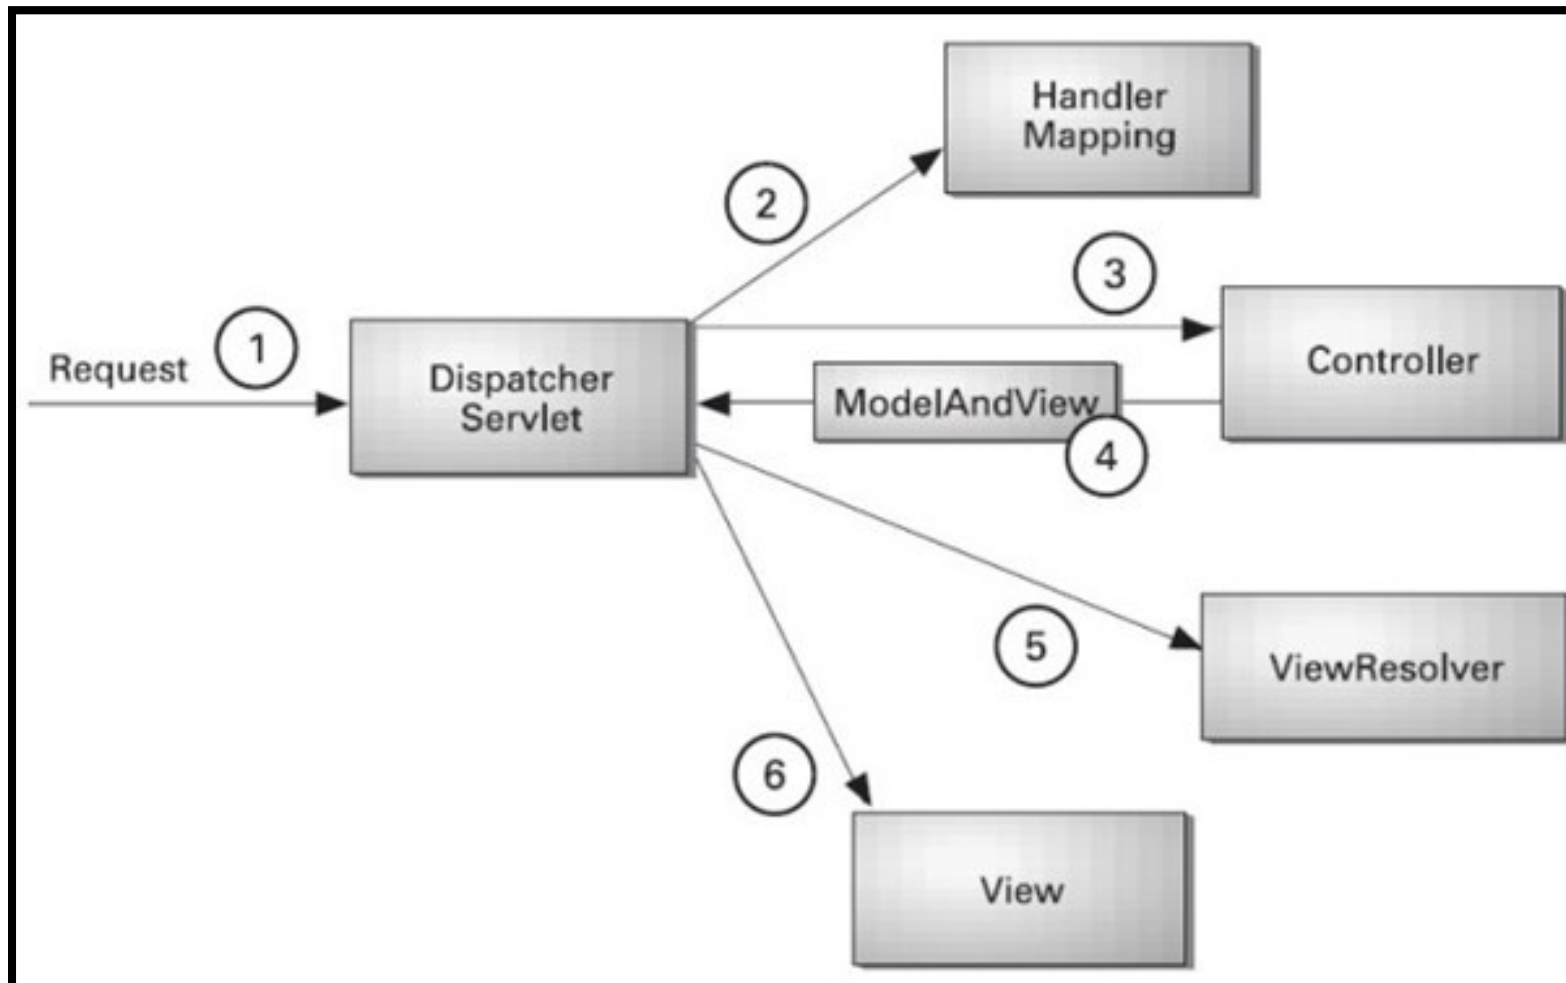 Handler
Mapping
2
3
Request
1
Dispatcher
Servlet
ModelAndView
4
Controller
5
ViewResolver
6
View